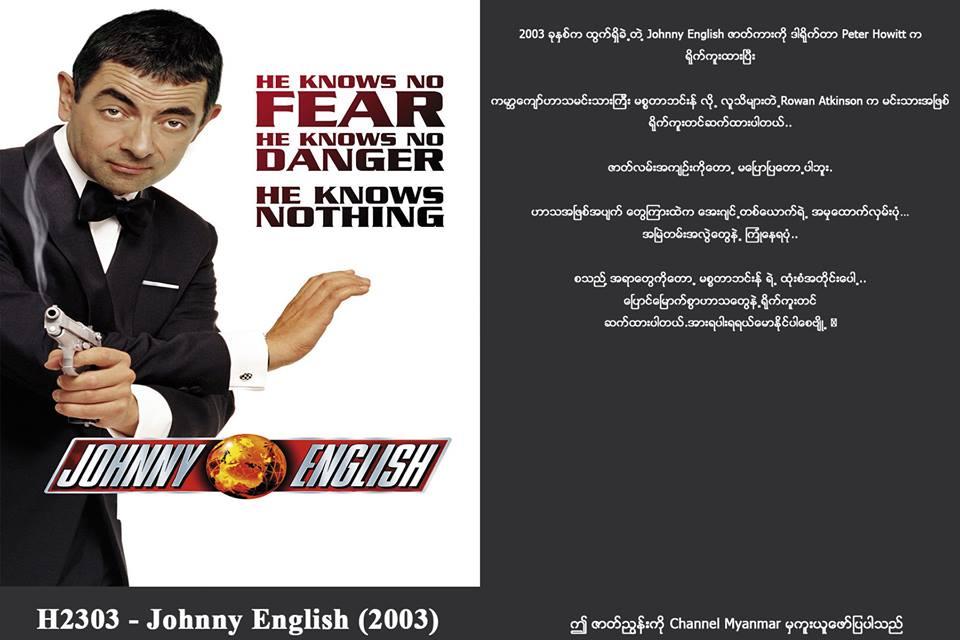 HE KNOWS NO
FEAR
HE KNOWS NO
DANGER
HE KNOWS
NOTHING
JOHNNY ENGLISH
H2303 - Johnny English (2003)
2003 ခုနှစ်က ထွက်ရှိခဲ့တဲ့ Johnny English ဇာတ်ကားကို ဒါရိုက်တာ Peter Howitt က
ရိုက်ကူးထားပြီး
ကမ္ဘာကျော်ဟာသမင်းသားကြီး မစ္စတာဘင်းန် လို့ လူသိများတဲ့ Rowan Atkinson က မင်းသားအဖြစ်
ရိုက်ကူးတင်ဆက်ထားပါတယ်..
ဇာတ်လမ်းအကျဉ်းကိုတော့ မပြောပြတော့ပါဘူး.
ဟာသအဖြစ်အပျက် တွေကြားထဲက အေးဂျင့်တစ်ယောက်ရဲ့ အမှုထောက်လှမ်းပုံ...
အမြဲတမ်းအလွဲတွေနဲ့ ကြုံနေရပုံ..
စသည့် အရာတွေကိုတော့ မစ္စတာဘင်းန် ရဲ့ ထုံးစံအတိုင်းပေါ့..
ပြောင်မြောက်စွာဟာသတွေနဲ့ရိုက်ကူးတင်
ဆက်ထားပါတယ်.အားရပါးရရယ်မောနိုင်ပါစေဗျို့
ဤ ဇာတ်ညွှန်းကို Channel Myanmar မှကူးယူဖော်ပြပါသည်